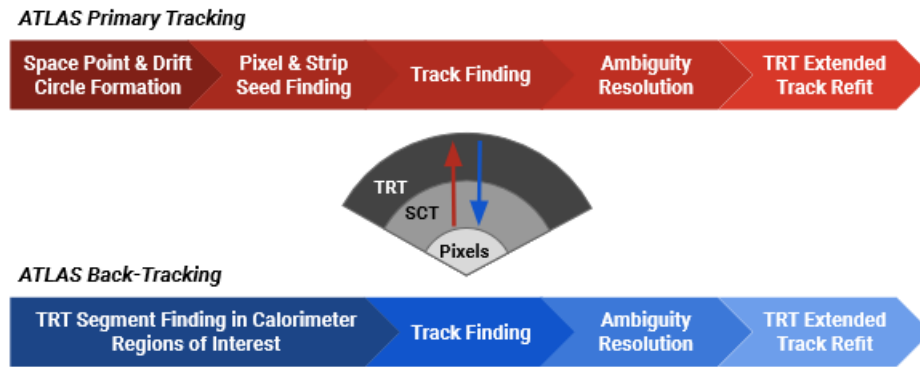 ATLAS Primary Tracking
Space Point & Drift
Circle Formation
Pixel & Strip
Seed Finding
Track Finding
Ambiguity
Resolution
TRT Extended
Track Refit
TRT
SCT
Pixels
ATLAS Back-Tracking
TRT Segment Finding in Calorimeter
Regions of Interest
Track Finding
Ambiguity
Resolution
TRT Extended
Track Refit